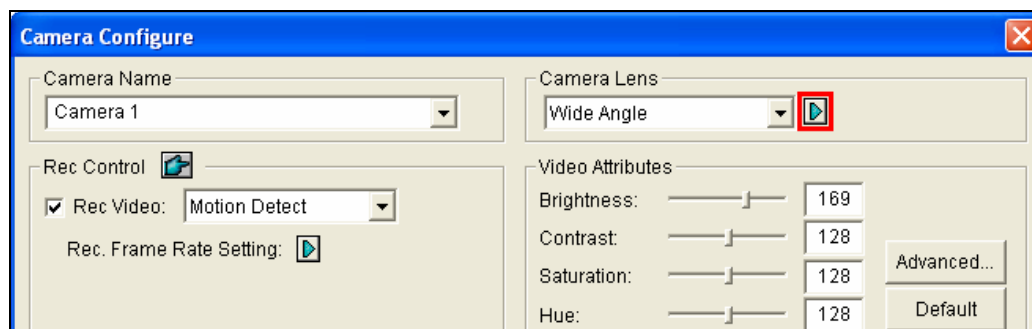 Camera Configure
Camera Name
Camera 1
Camera Lens
Wide Angle
Rec Control
Rec Video: Motion Detect
Rec. Frame Rate Setting:
Video Attributes
Brightness: 169
Contrast: 128
Saturation: 128
Hue: 128
Advanced...
Default